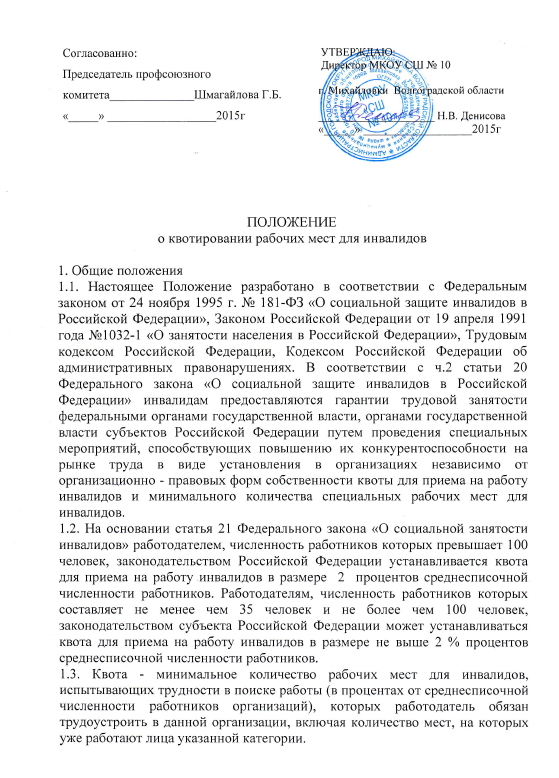 Согласованно:
Председатель профсоюзного
комитета________________Шмагайлова Г.Б.
«_____» ____________________2015г
УТВЕРЖДАЮ:
Директор МКОУ СШ № 10
г. Михайловки Волгоградской области
Н.В. Денисова
«_____»____________________2015г
МКОУ
СШ
№ 10
ПОЛОЖЕНИЕ
о квотировании рабочих мест для инвалидов
1. Общие положения
1.1. Настоящее Положение разработано в соответствии с Федеральным
законом от 24 ноября 1995 г. № 181-ФЗ «О социальной защите инвалидов в
Российской Федерации», Законом Российской Федерации от 19 апреля 1991
года №1032-1 «О занятости населения в Российской Федерации», Трудовым
кодексом Российской Федерации, Кодексом Российской Федерации об
административных правонарушениях. В соответствии с ч.2 статьи 20
Федерального закона «О социальной защите инвалидов в Российской
Федерации» инвалидам предоставляются гарантии трудовой занятости
федеральными органами государственной власти, органами государственной
власти субъектов Российской Федерации путем проведения специальных
мероприятий, способствующих повышению их конкурентоспособности на
рынке труда в виде установления в организациях независимо от
организационно - правовых форм собственности квоты для приема на работу
инвалидов и минимального количества специальных рабочих мест для
инвалидов.
1.2. На основании статья 21 Федерального закона «О социальной занятости
инвалидов» работодателем, численность работников которых превышает 100
человек, законодательством Российской Федерации устанавливается квота
для приема на работу инвалидов в размере 2 процентов среднесписочной
численности работников. Работодателям, численность работников которых
составляет не менее чем 35 человек и не более чем 100 человек,
законодательством субъекта Российской Федерации может устанавливаться
квота для приема на работу инвалидов в размере не выше 2 % процентов
среднесписочной численности работников.
1.3. Квота - минимальное количество рабочих мест для инвалидов,
испытывающих трудности в поиске работы (в процентах от среднесписочной
численности работников организаций), которых работодатель обязан
трудоустроить в данной организации, включая количество мест, на которых
уже работают лица указанной категории.